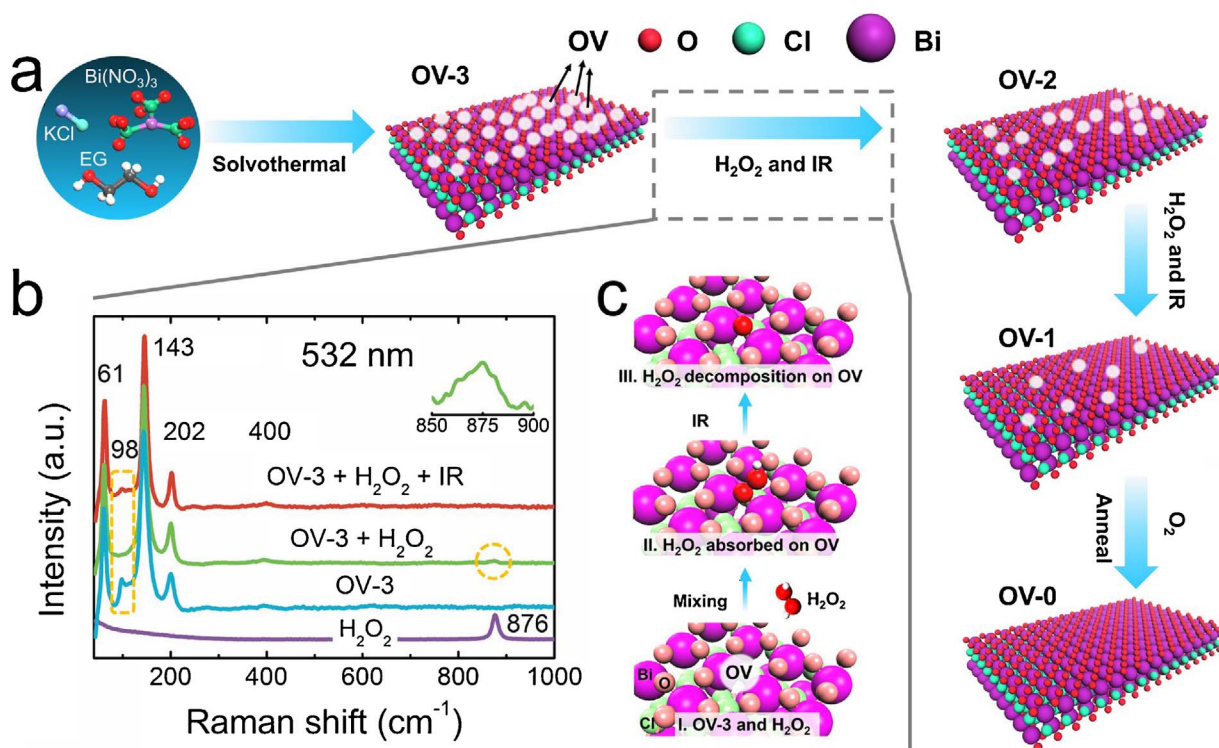 a
Bi(NO₃)₃
KCl
EG
Solvothermal
OV-3
OV
O
Cl
Bi
H₂O₂ and IR
OV-2
H₂O₂ and IR
OV-1
O₂
Anneal
OV-0
b
532 nm
143
61
98
202
400
850 875 900
OV-3 + H₂O₂ + IR
OV-3 + H₂O₂
OV-3
H₂O₂
876
Intensity (a.u.)
200 400 600 800 1000
Raman shift (cm⁻¹)
c
III. H₂O₂ decomposition on OV
IR
II. H₂O₂ absorbed on OV
Mixing
H₂O₂
OV
Bi
O
Cl
I. OV-3 and H₂O₂